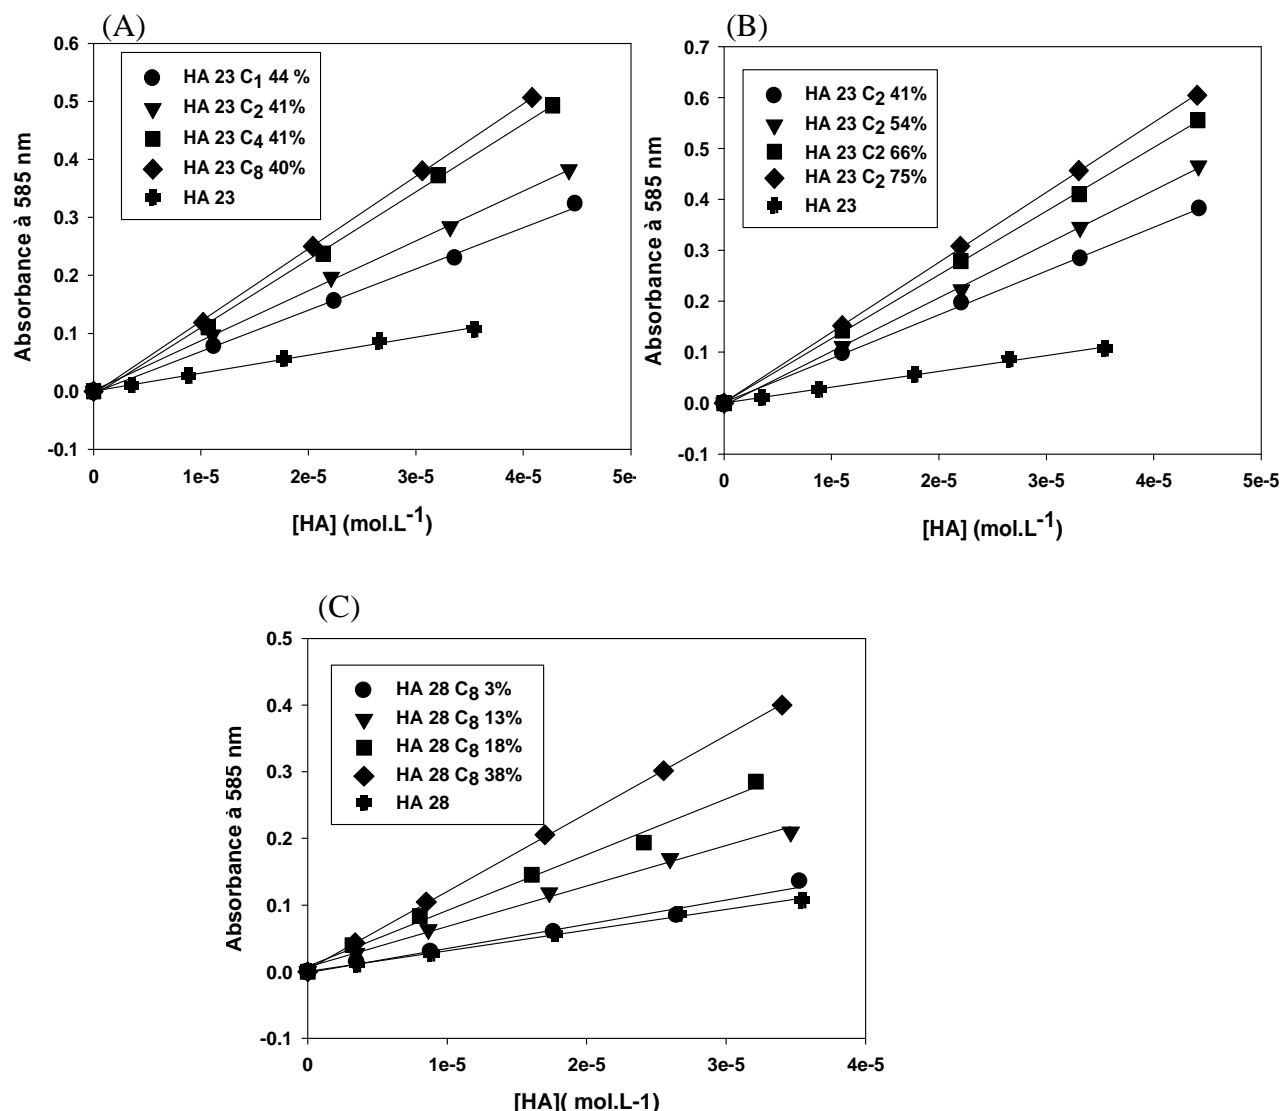 (A)
0.6
0.5
0.4
0.3
0.2
0.1
0.0
-0.1
Absorbance à 585 nm
HA 23 C1 44 %
HA 23 C2 41%
HA 23 C4 41%
HA 23 C8 40%
HA 23
0 1e-5 2e-5 3e-5 4e-5 5e-
[HA] (mol.L-1)
(B)
0.7
0.6
0.5
0.4
0.3
0.2
0.1
0.0
-0.1
Absorbance à 585 nm
HA 23 C2 41%
HA 23 C2 54%
HA 23 C2 66%
HA 23 C2 75%
HA 23
0 1e-5 2e-5 3e-5 4e-5 5e-5
[HA] (mol.L-1)
(C)
0.5
0.4
0.3
0.2
0.1
0.0
-0.1
Absorbance à 585 nm
HA 28 C8 3%
HA 28 C8 13%
HA 28 C8 18%
HA 28 C8 38%
HA 28
0 1e-5 2e-5 3e-5 4e-5
[HA]( mol.L-1)